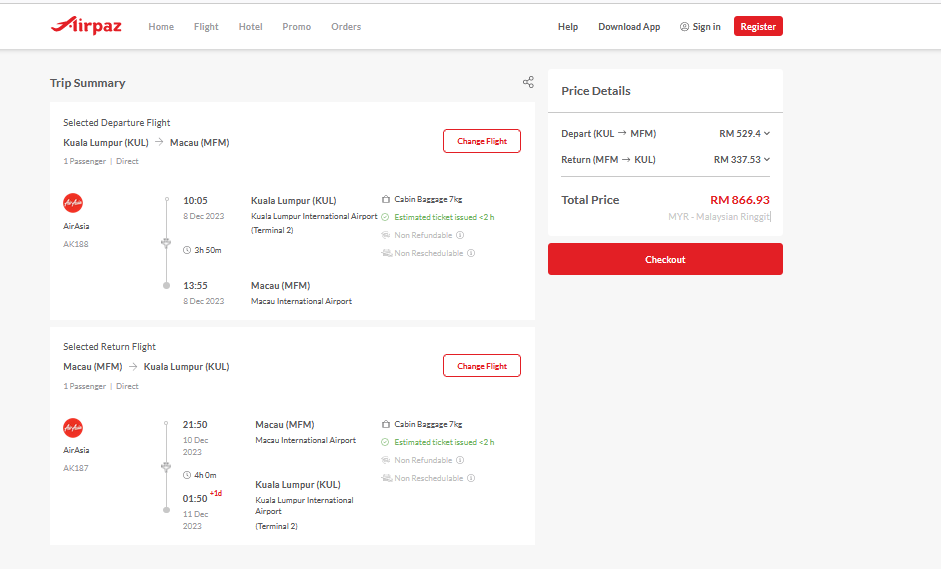 Airpaz
Home Flight Hotel Promo Orders
Help Download App Sign in Register
Trip Summary
Selected Departure Flight
Kuala Lumpur (KUL) → Macau (MFM)
1 Passenger | Direct
Change Flight
AirAsia
AirAsia
AK188
10:05
8 Dec 2023
3h 50m
13:55
8 Dec 2023
Kuala Lumpur (KUL)
Kuala Lumpur International Airport
(Terminal 2)
Macau (MFM)
Macau International Airport
Cabin Baggage 7kg
Estimated ticket issued <2 h
Non Refundable
Non Reschedulable
Selected Return Flight
Macau (MFM) → Kuala Lumpur (KUL)
1 Passenger | Direct
Change Flight
AirAsia
AirAsia
AK187
21:50
10 Dec
2023
4h 0m
01:50 +1d
11 Dec
2023
Macau (MFM)
Macau International Airport
Kuala Lumpur (KUL)
Kuala Lumpur International
Airport
(Terminal 2)
Cabin Baggage 7kg
Estimated ticket issued <2 h
Non Refundable
Non Reschedulable
Price Details
Depart (KUL → MFM) RM 529.4
Return (MFM → KUL) RM 337.53
Total Price RM 866.93
MYR - Malaysian Ringgit
Checkout